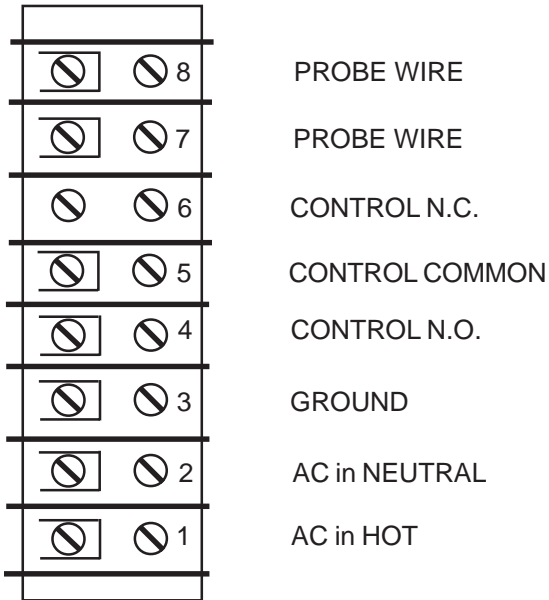 8 PROBE WIRE
7 PROBE WIRE
6 CONTROL N.C.
5 CONTROL COMMON
4 CONTROL N.O.
3 GROUND
2 AC in NEUTRAL
1 AC in HOT